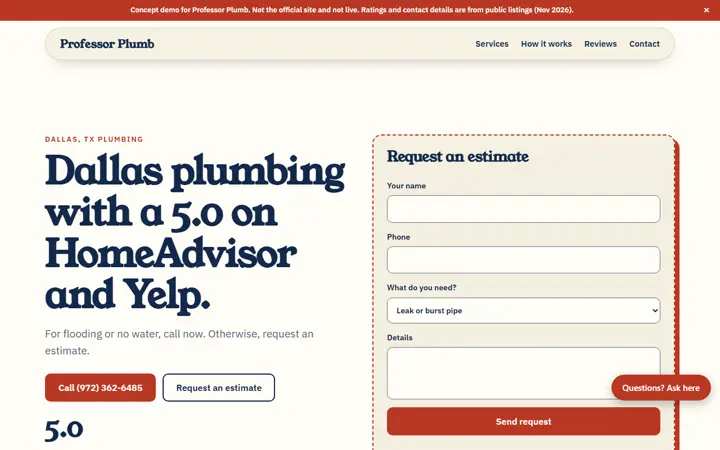 Concept demo for Professor Plumb. Not the official site and not live. Ratings and contact details are from public listings (Nov 2026).
×
Professor Plumb
Services
How it works
Reviews
Contact
DALLAS, TX PLUMBING
Dallas plumbing
with a 5.0 on
HomeAdvisor
and Yelp.
For flooding or no water, call now. Otherwise, request an
estimate.
Call (972) 362-6485
Request an estimate
5.0
Request an estimate
Your name
Phone
What do you need?
Leak or burst pipe
Details
Questions? Ask here
Send request